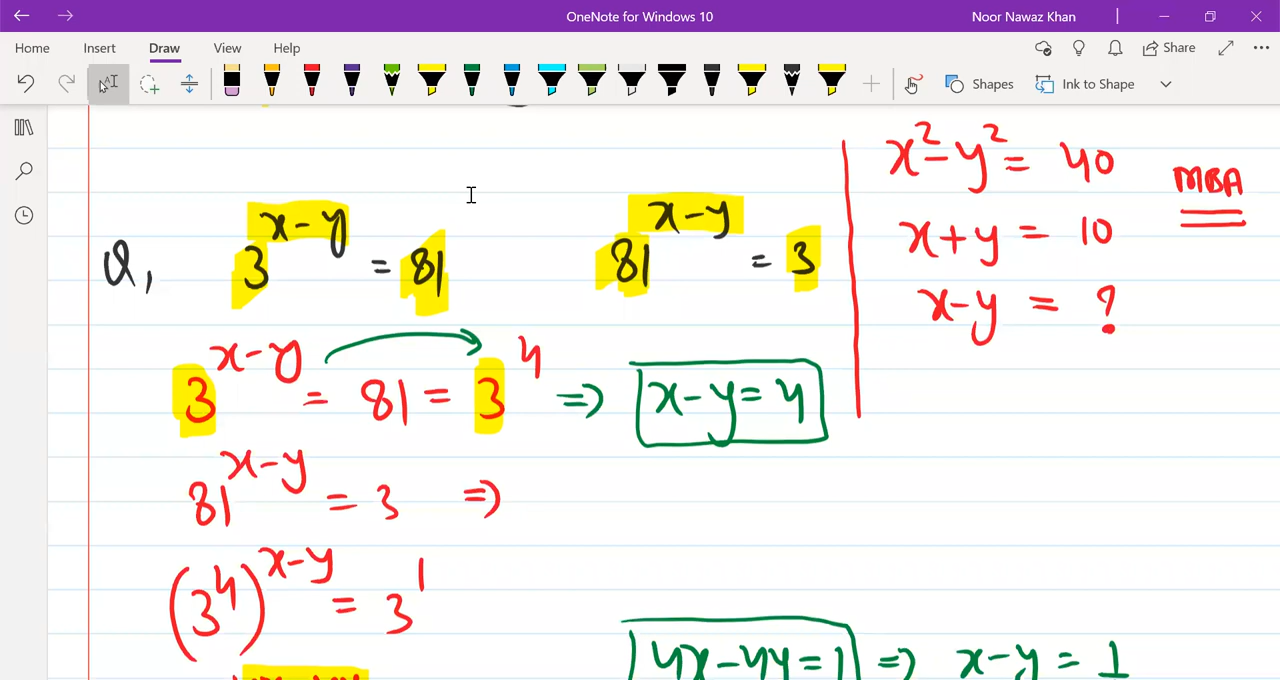 OneNote for Windows 10
Noor Nawaz Khan
Home Insert Draw View Help Share
Shapes Ink to Shape
Q, 3^(x-y) = 81 81^(x-y) = 3
3^(x-y) = 81 = 3^4 ⇒ x-y=4
81^(x-y) = 3 ⇒
(3^4)^(x-y) = 3^1
4x-4y=1 ⇒ x-y = 1
x²-y² = 40
MBA
x+y = 10
x-y = ?